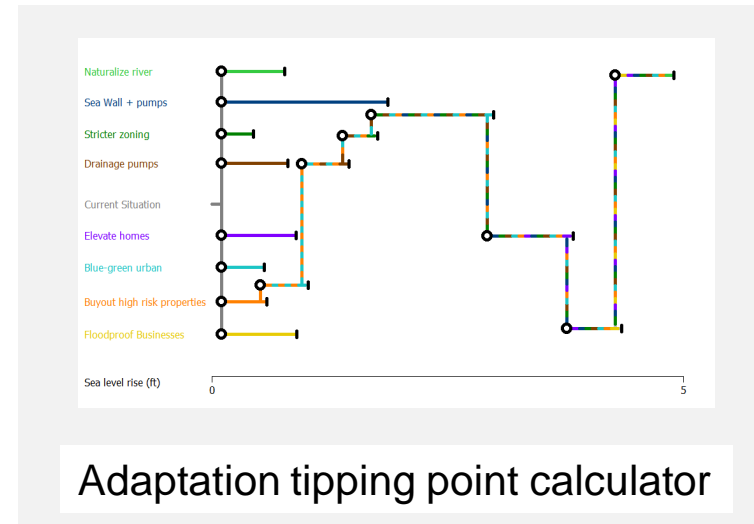 Naturalize river
Sea Wall + pumps
Stricter zoning
Drainage pumps
Current Situation
Elevate homes
Blue-green urban
Buyout high risk properties
Floodproof Businesses
Sea level rise (ft)
0 5
Adaptation tipping point calculator